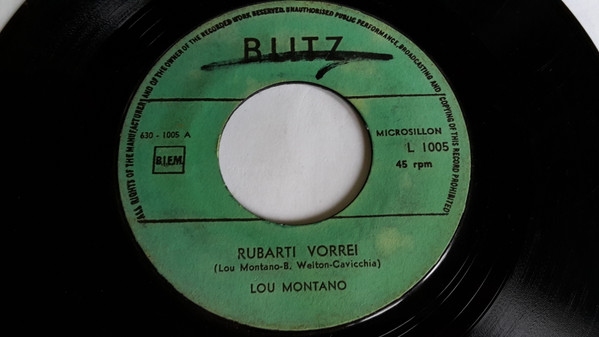 ALL RIGHTS OF THE MANUFACTURER AND OF THE OWNER OF THE RECORDED WORK RESERVED. UNAUTHORISED PUBLIC PERFORMANCE, BROADCASTING AND COPYING OF THIS RECORD PROHIBITED
BLITZ
630 - 1005 A
B.I.E.M.
MICROSILLON
L 1005
45 rpm
RUBARTI VORREI
(Lou Montano-B. Welton-Cavicchia)
LOU MONTANO